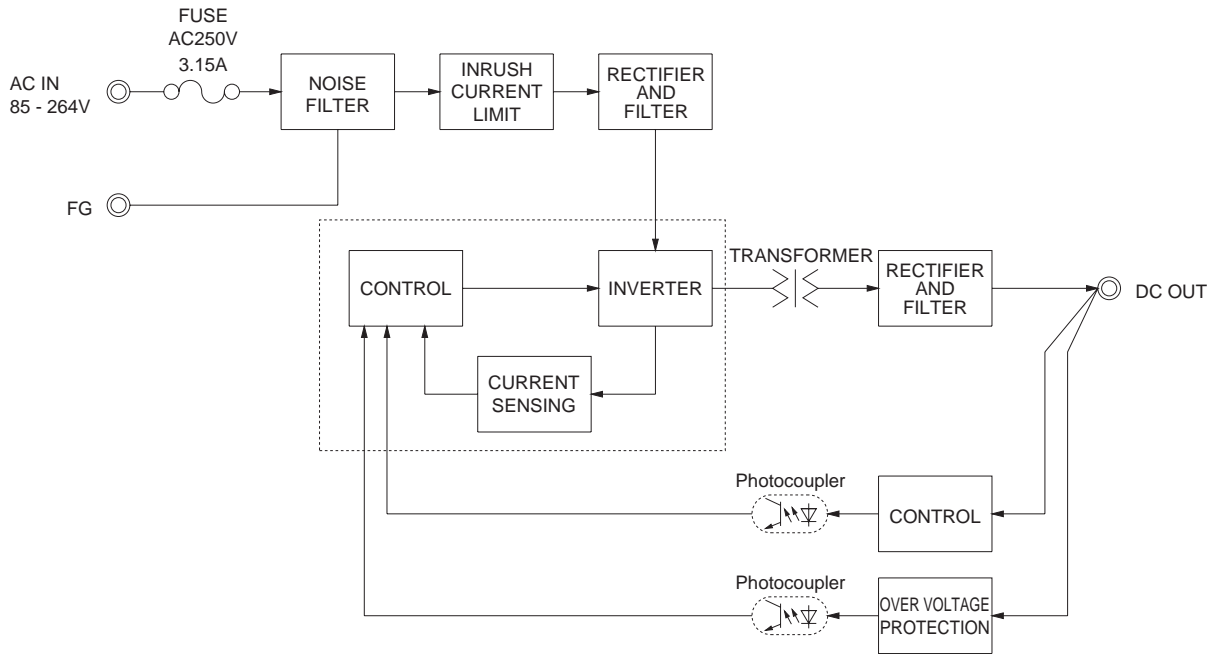 FUSE
AC250V
3.15A
AC IN
85 - 264V
NOISE
FILTER
INRUSH
CURRENT
LIMIT
RECTIFIER
AND
FILTER
FG
CONTROL
INVERTER
TRANSFORMER
RECTIFIER
AND
FILTER
DC OUT
CURRENT
SENSING
Photocoupler
CONTROL
Photocoupler
OVER VOLTAGE
PROTECTION